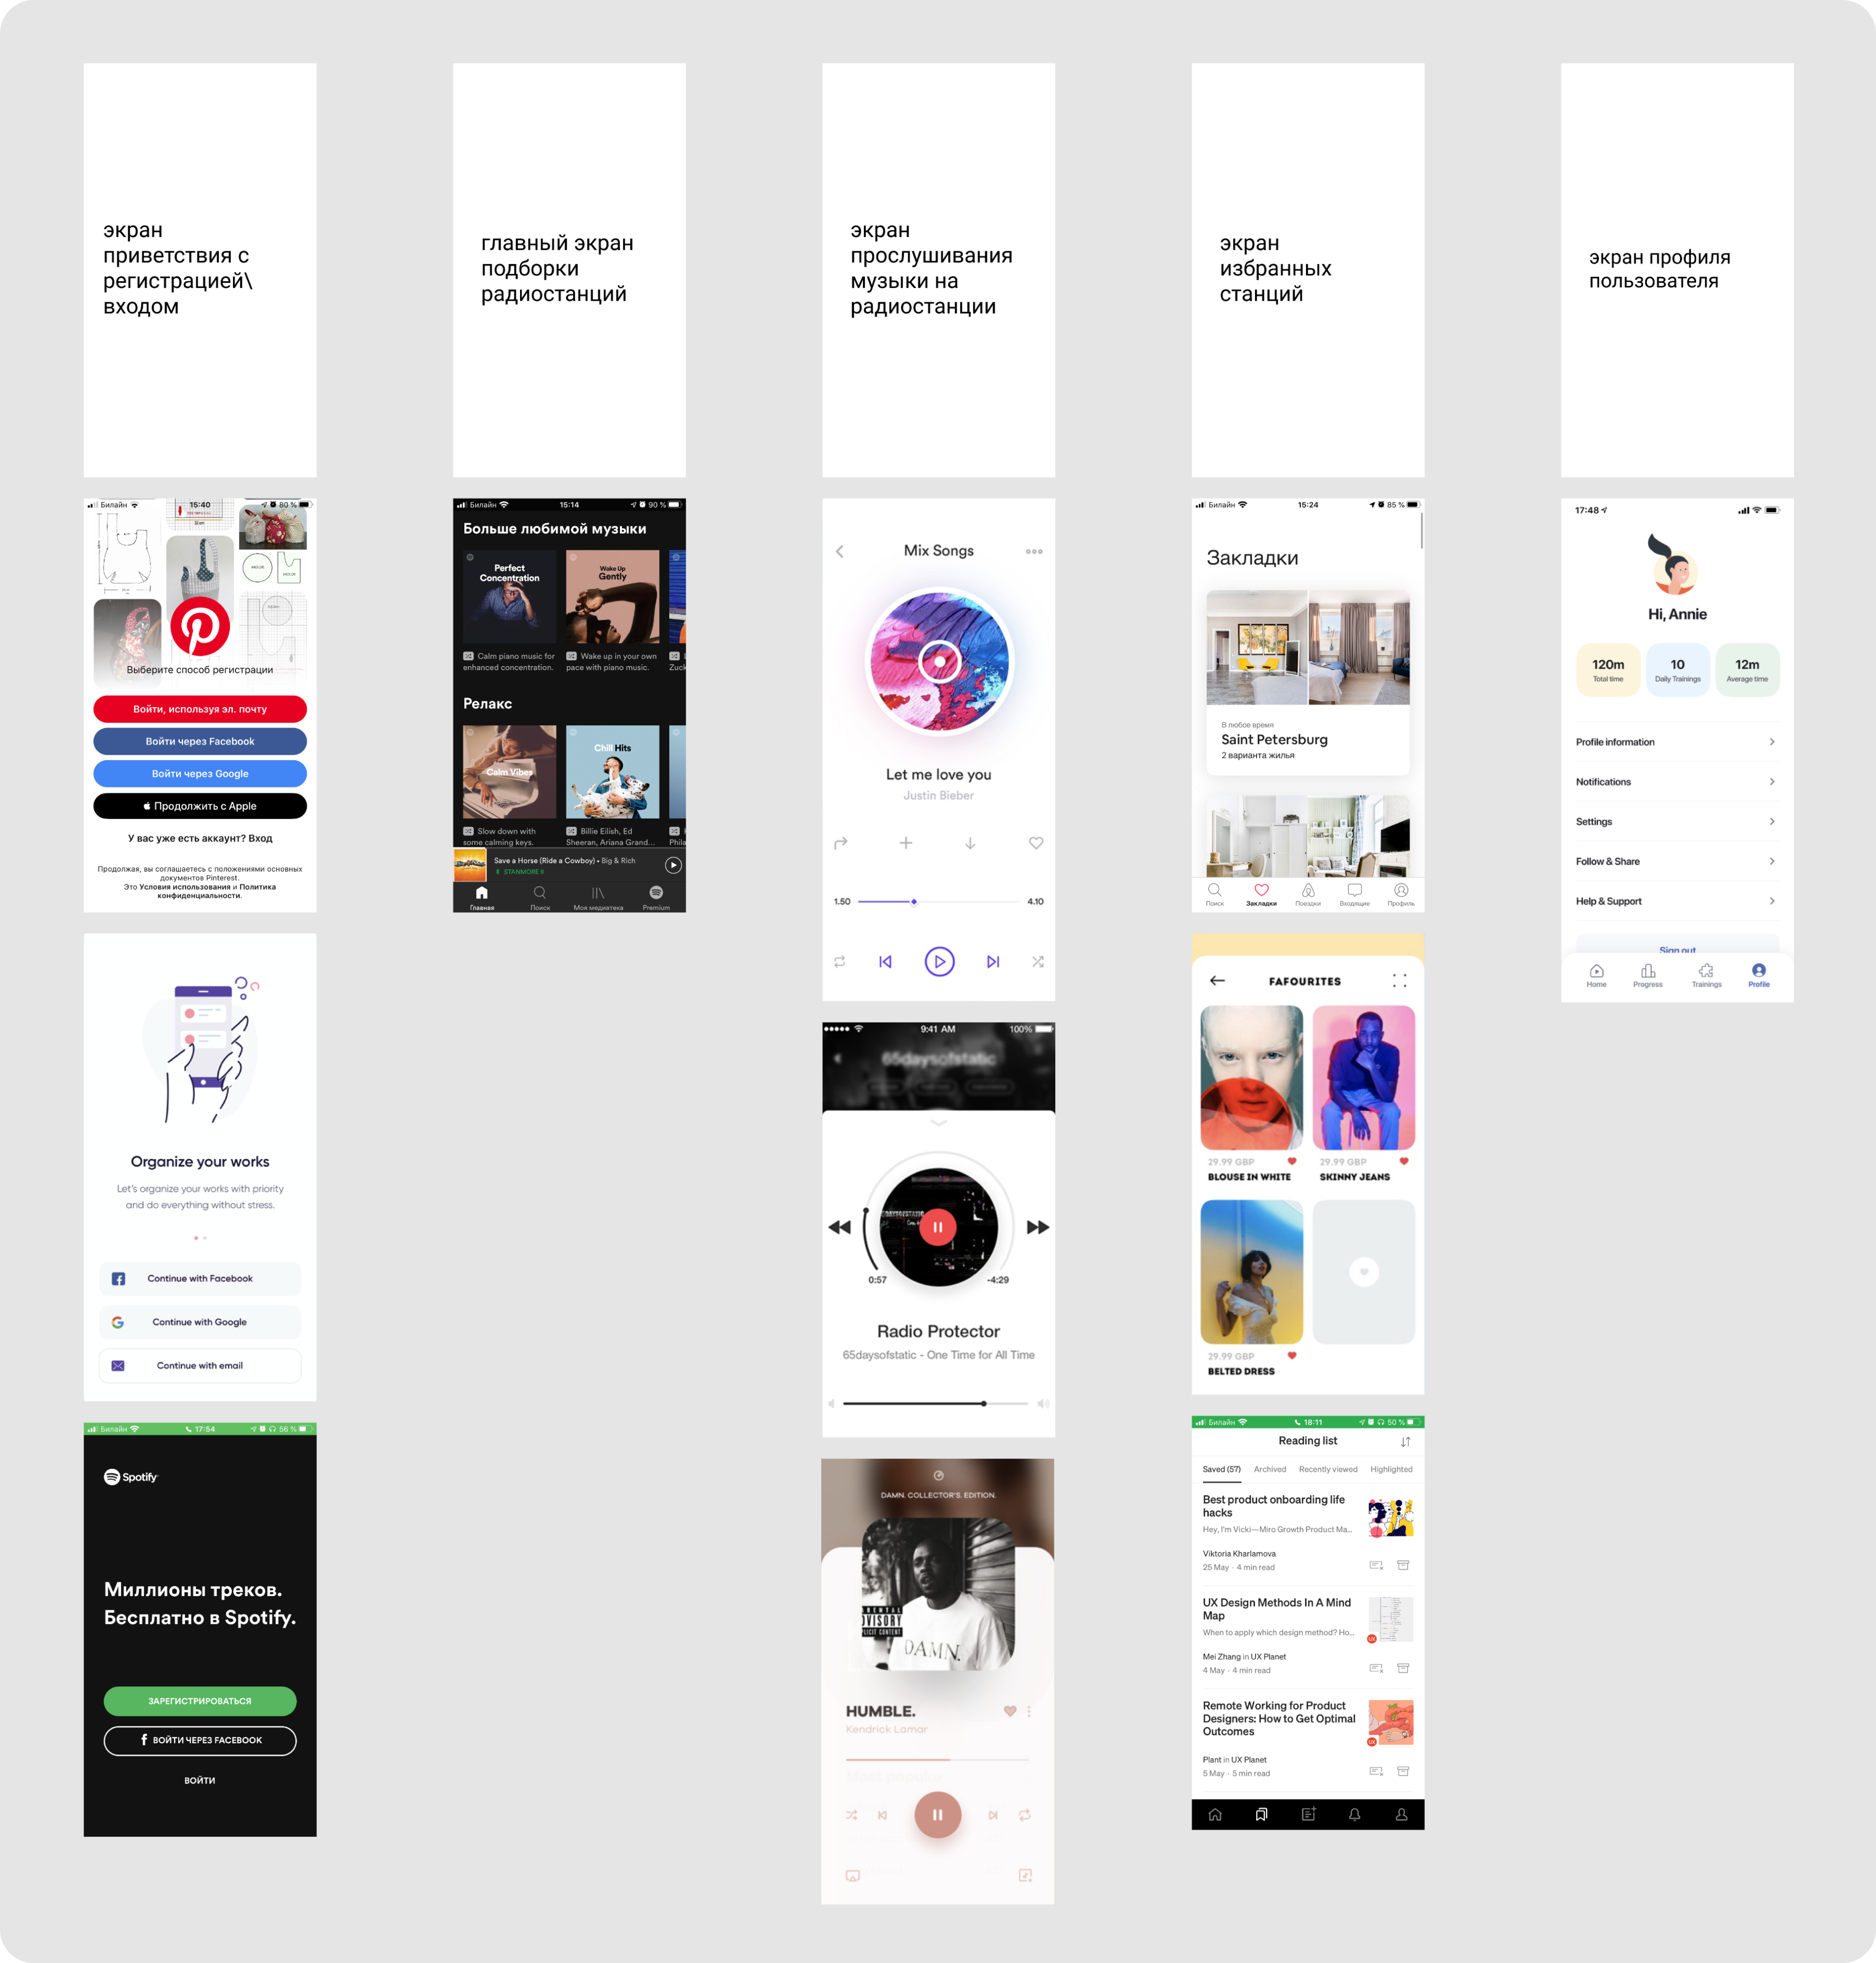 экран
приветствия с
регистрацией\
входом
главный экран
подборки
радиостанций
экран
прослушивания
музыки на
радиостанции
экран
избранных
станций
экран профиля
пользователя
Билайн 15:40 80 %
Выберите способ регистрации
Войти, используя эл. почту
Войти через Facebook
Войти через Google
Продолжить с Apple
У вас уже есть аккаунт? Вход
Продолжая, вы соглашаетесь с положениями основных
документов Pinterest.
Это Условия использования и Политика
конфиденциальности.
Organize your works
Let's organize your works with priority
and do everything without stress.
Continue with Facebook
Continue with Google
Continue with email
Билайн 17:54 56 %
Spotify
Миллионы треков.
Бесплатно в Spotify.
ЗАРЕГИСТРИРОВАТЬСЯ
ВОЙТИ ЧЕРЕЗ FACEBOOK
ВОЙТИ
Билайн 15:14 90 %
Больше любимой музыки
Perfect
Concentration
Wake Up
Gently
Calm piano music for
enhanced concentration.
Wake up in your own
pace with piano music.
Zuck
Релакс
Calm Vibes
Chill Hits
Slow down with
some calming keys.
Billie Eilish, Ed
Sheeran, Ariana Grand...
Phila
Save a Horse (Ride a Cowboy) • Big & Rich
STANMORE II
Главная Поиск Моя медиатека Premium
Mix Songs
Let me love you
Justin Bieber
1.50 4.10
9:41 AM 100%
65daysofstatic
0:57 -4:29
Radio Protector
65daysofstatic - One Time for All Time
DAMN. COLLECTOR'S. EDITION.
DAMN.
HUMBLE.
Kendrick Lamar
Билайн 15:24 85 %
Закладки
В любое время
Saint Petersburg
2 варианта жилья
Поиск Закладки Поездки Входящие Профиль
FAFOURITES
29.99 GBP 29.99 GBP
BLOUSE IN WHITE SKINNY JEANS
29.99 GBP
BELTED DRESS
Билайн 18:11 50 %
Reading list
Saved (57) Archived Recently viewed Highlighted
Best product onboarding life
hacks
Hey, I'm Vicki—Miro Growth Product Ma...
Viktoria Kharlamova
25 May · 4 min read
UX Design Methods In A Mind
Map
When to apply which design method? Ho...
Mei Zhang in UX Planet
4 May · 4 min read
Remote Working for Product
Designers: How to Get Optimal
Outcomes
Plant in UX Planet
5 May · 5 min read
17:48
Hi, Annie
120m 10 12m
Total time Daily Trainings Average time
Profile information
Notifications
Settings
Follow & Share
Help & Support
Sign out
Home Progress Trainings Profile